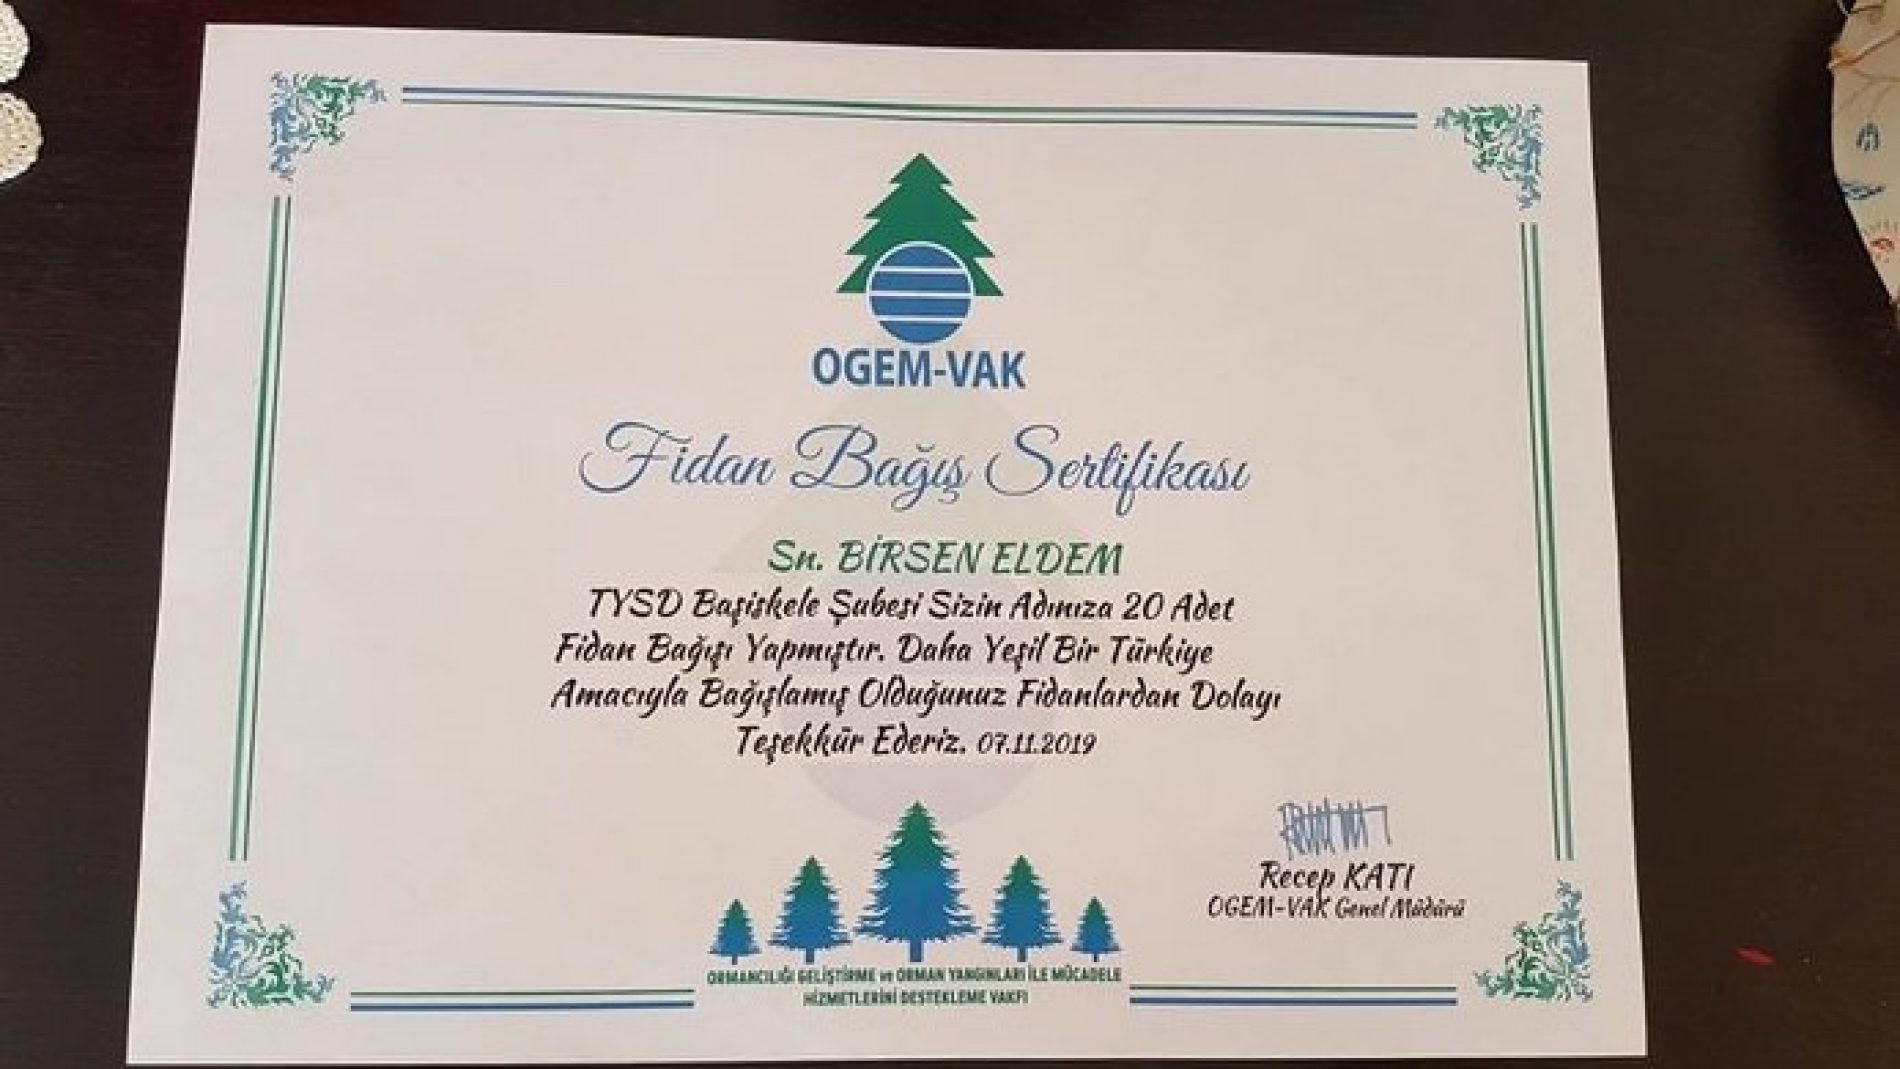 OGEM-VAK
Fidan Bağış Sertifikası
Sn. BİRSEN ELDEM
TYSD Başiskele Şubesi Sizin Adınıza 20 Adet
Fidan Bağışı Yapmıştır. Daha Yeşil Bir Türkiye
Amacıyla Bağışlamış Olduğunuz Fidanlardan Dolayı
Teşekkür Ederiz. 07.11.2019
Recep KATI
OGEM-VAK Genel Müdürü
ORMANCILIĞI GELİŞTİRME ve ORMAN YANGINLARI İLE MÜCADELE
HİZMETLERİNİ DESTEKLEME VAKFI